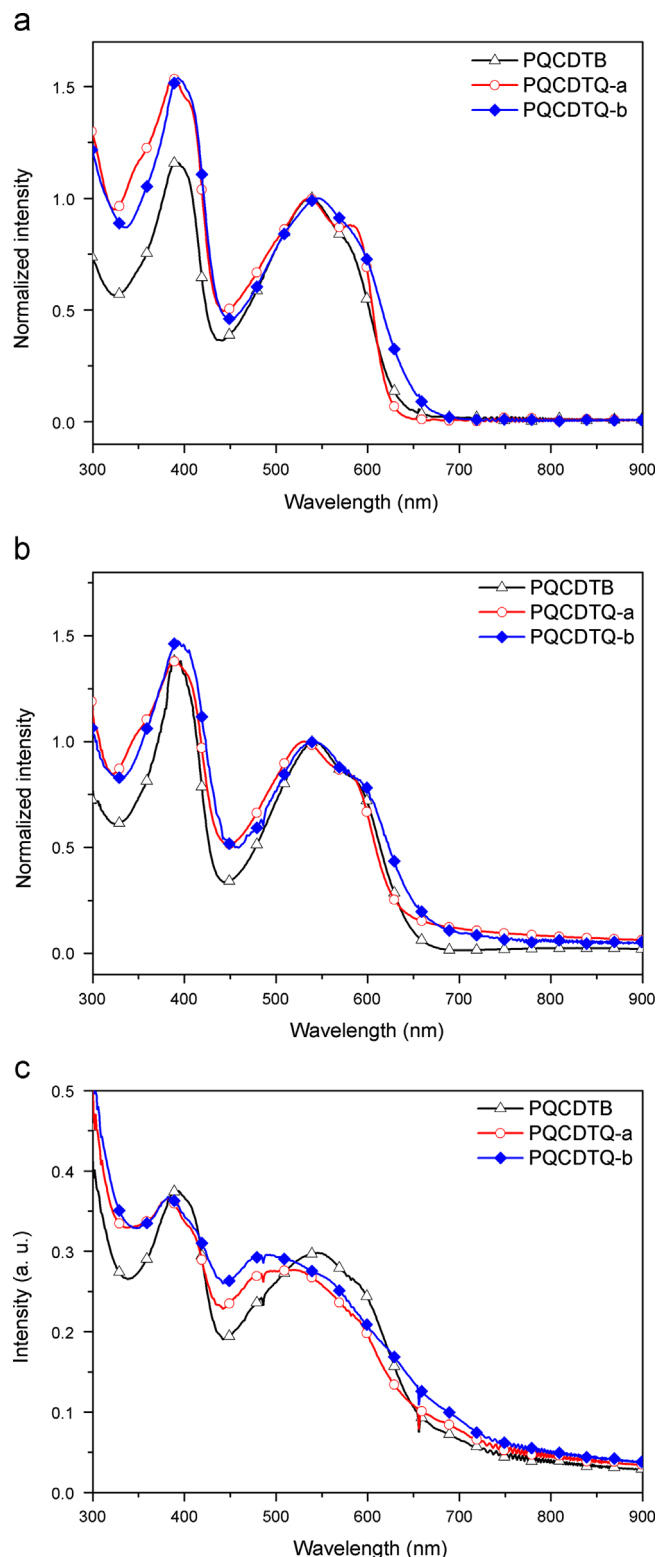 a
PQCDTB
PQCDTQ-a
PQCDTQ-b
Normalized intensity
1.5
1.0
0.5
0.0
300 400 500 600 700 800 900
Wavelength (nm)
b
PQCDTB
PQCDTQ-a
PQCDTQ-b
Normalized intensity
1.5
1.0
0.5
0.0
300 400 500 600 700 800 900
Wavelength (nm)
c
PQCDTB
PQCDTQ-a
PQCDTQ-b
Intensity (a. u.)
0.5
0.4
0.3
0.2
0.1
0.0
300 400 500 600 700 800 900
Wavelength (nm)